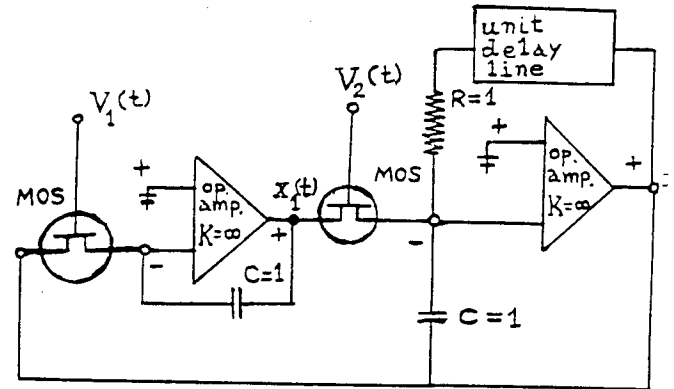 unit
delay
line
V₂(t)
R=1
V₁(t)
+
+
MOS
op.
amp.
K=∞
X₁(t)
MOS
op.
amp.
K=∞
+
+
-
-
C=1
C=1